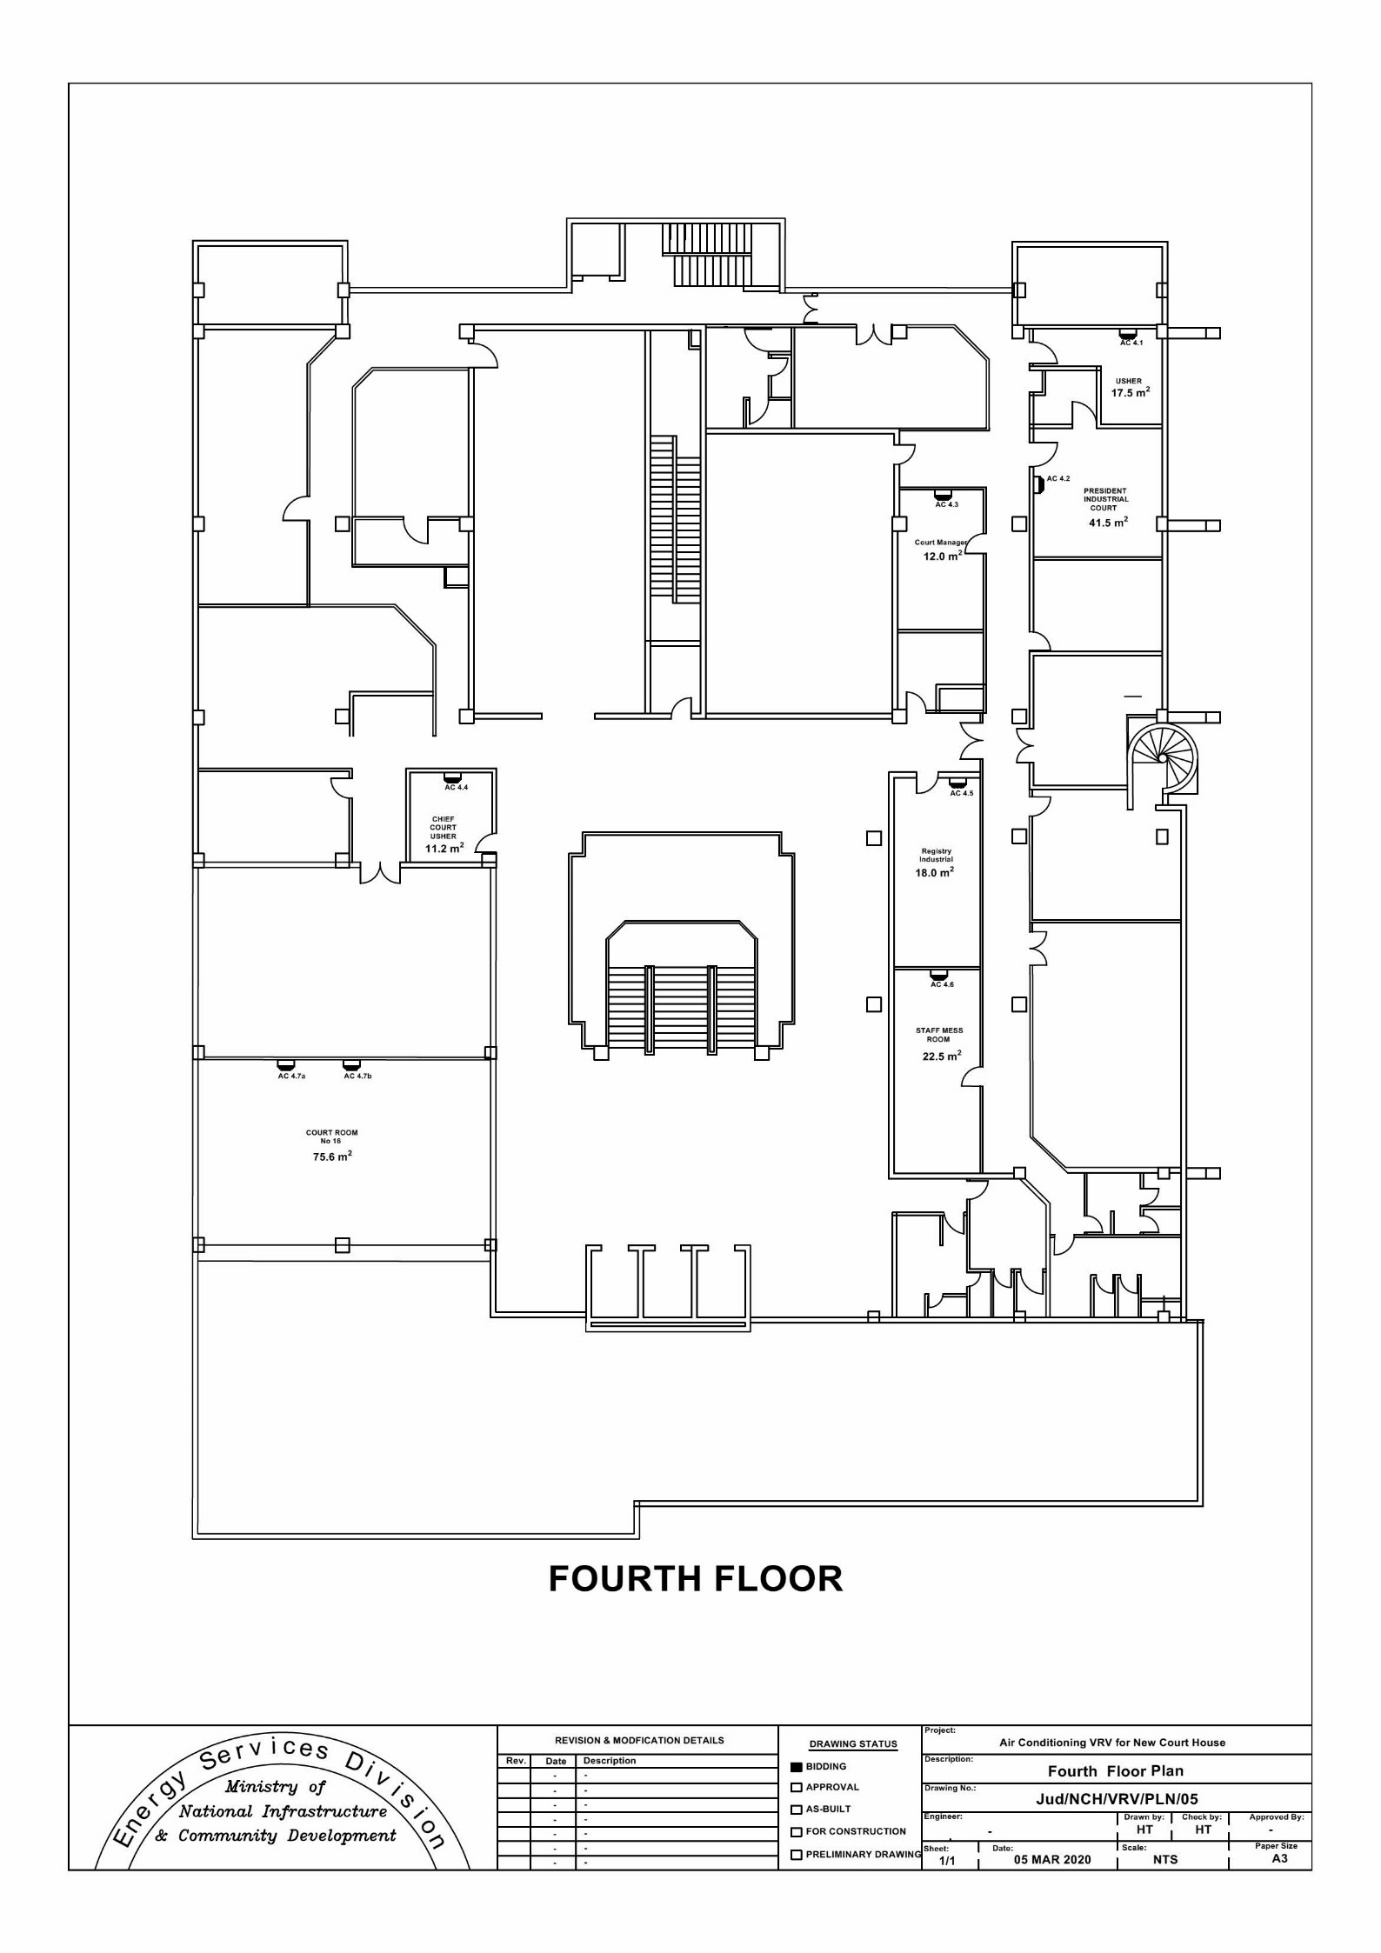 AC 4.1
USHER
17.5 m²
AC 4.2
PRESIDENT
INDUSTRIAL
COURT
41.5 m²
AC 4.3
Court Manager
12.0 m²
AC 4.4
CHIEF
COURT
USHER
11.2 m²
AC 4.5
Registry
Industrial
18.0 m²
AC 4.6
STAFF MESS
ROOM
22.5 m²
AC 4.7a
AC 4.7b
COURT ROOM
No 16
75.6 m²
FOURTH FLOOR
Energy Services Division
Ministry of
National Infrastructure
& Community Development
REVISION & MODFICATION DETAILS
Rev. Date Description
- -
- -
- -
- -
- -
- -
- -
DRAWING STATUS
BIDDING
APPROVAL
AS-BUILT
FOR CONSTRUCTION
PRELIMINARY DRAWING
Project:
Air Conditioning VRV for New Court House
Description:
Fourth Floor Plan
Drawing No.:
Jud/NCH/VRV/PLN/05
Engineer: Drawn by: Check by: Approved By:
- HT HT -
Sheet: Date: Scale: Paper Size
1/1 05 MAR 2020 NTS A3